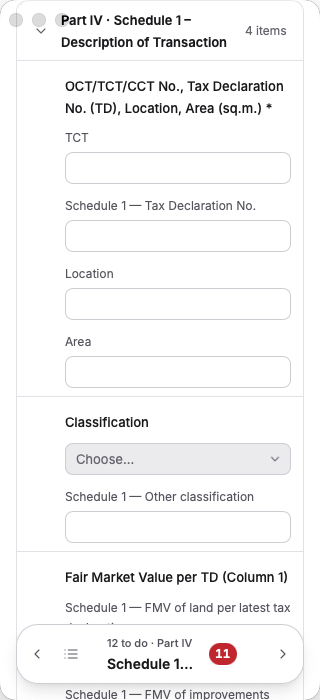 Part IV · Schedule 1 –
Description of Transaction
4 items
OCT/TCT/CCT No., Tax Declaration
No. (TD), Location, Area (sq.m.) *
TCT
Schedule 1 — Tax Declaration No.
Location
Area
Classification
Choose...
Schedule 1 — Other classification
Fair Market Value per TD (Column 1)
Schedule 1 — FMV of land per latest tax
12 to do · Part IV
Schedule 1...
11
Schedule 1 — FMV of improvements